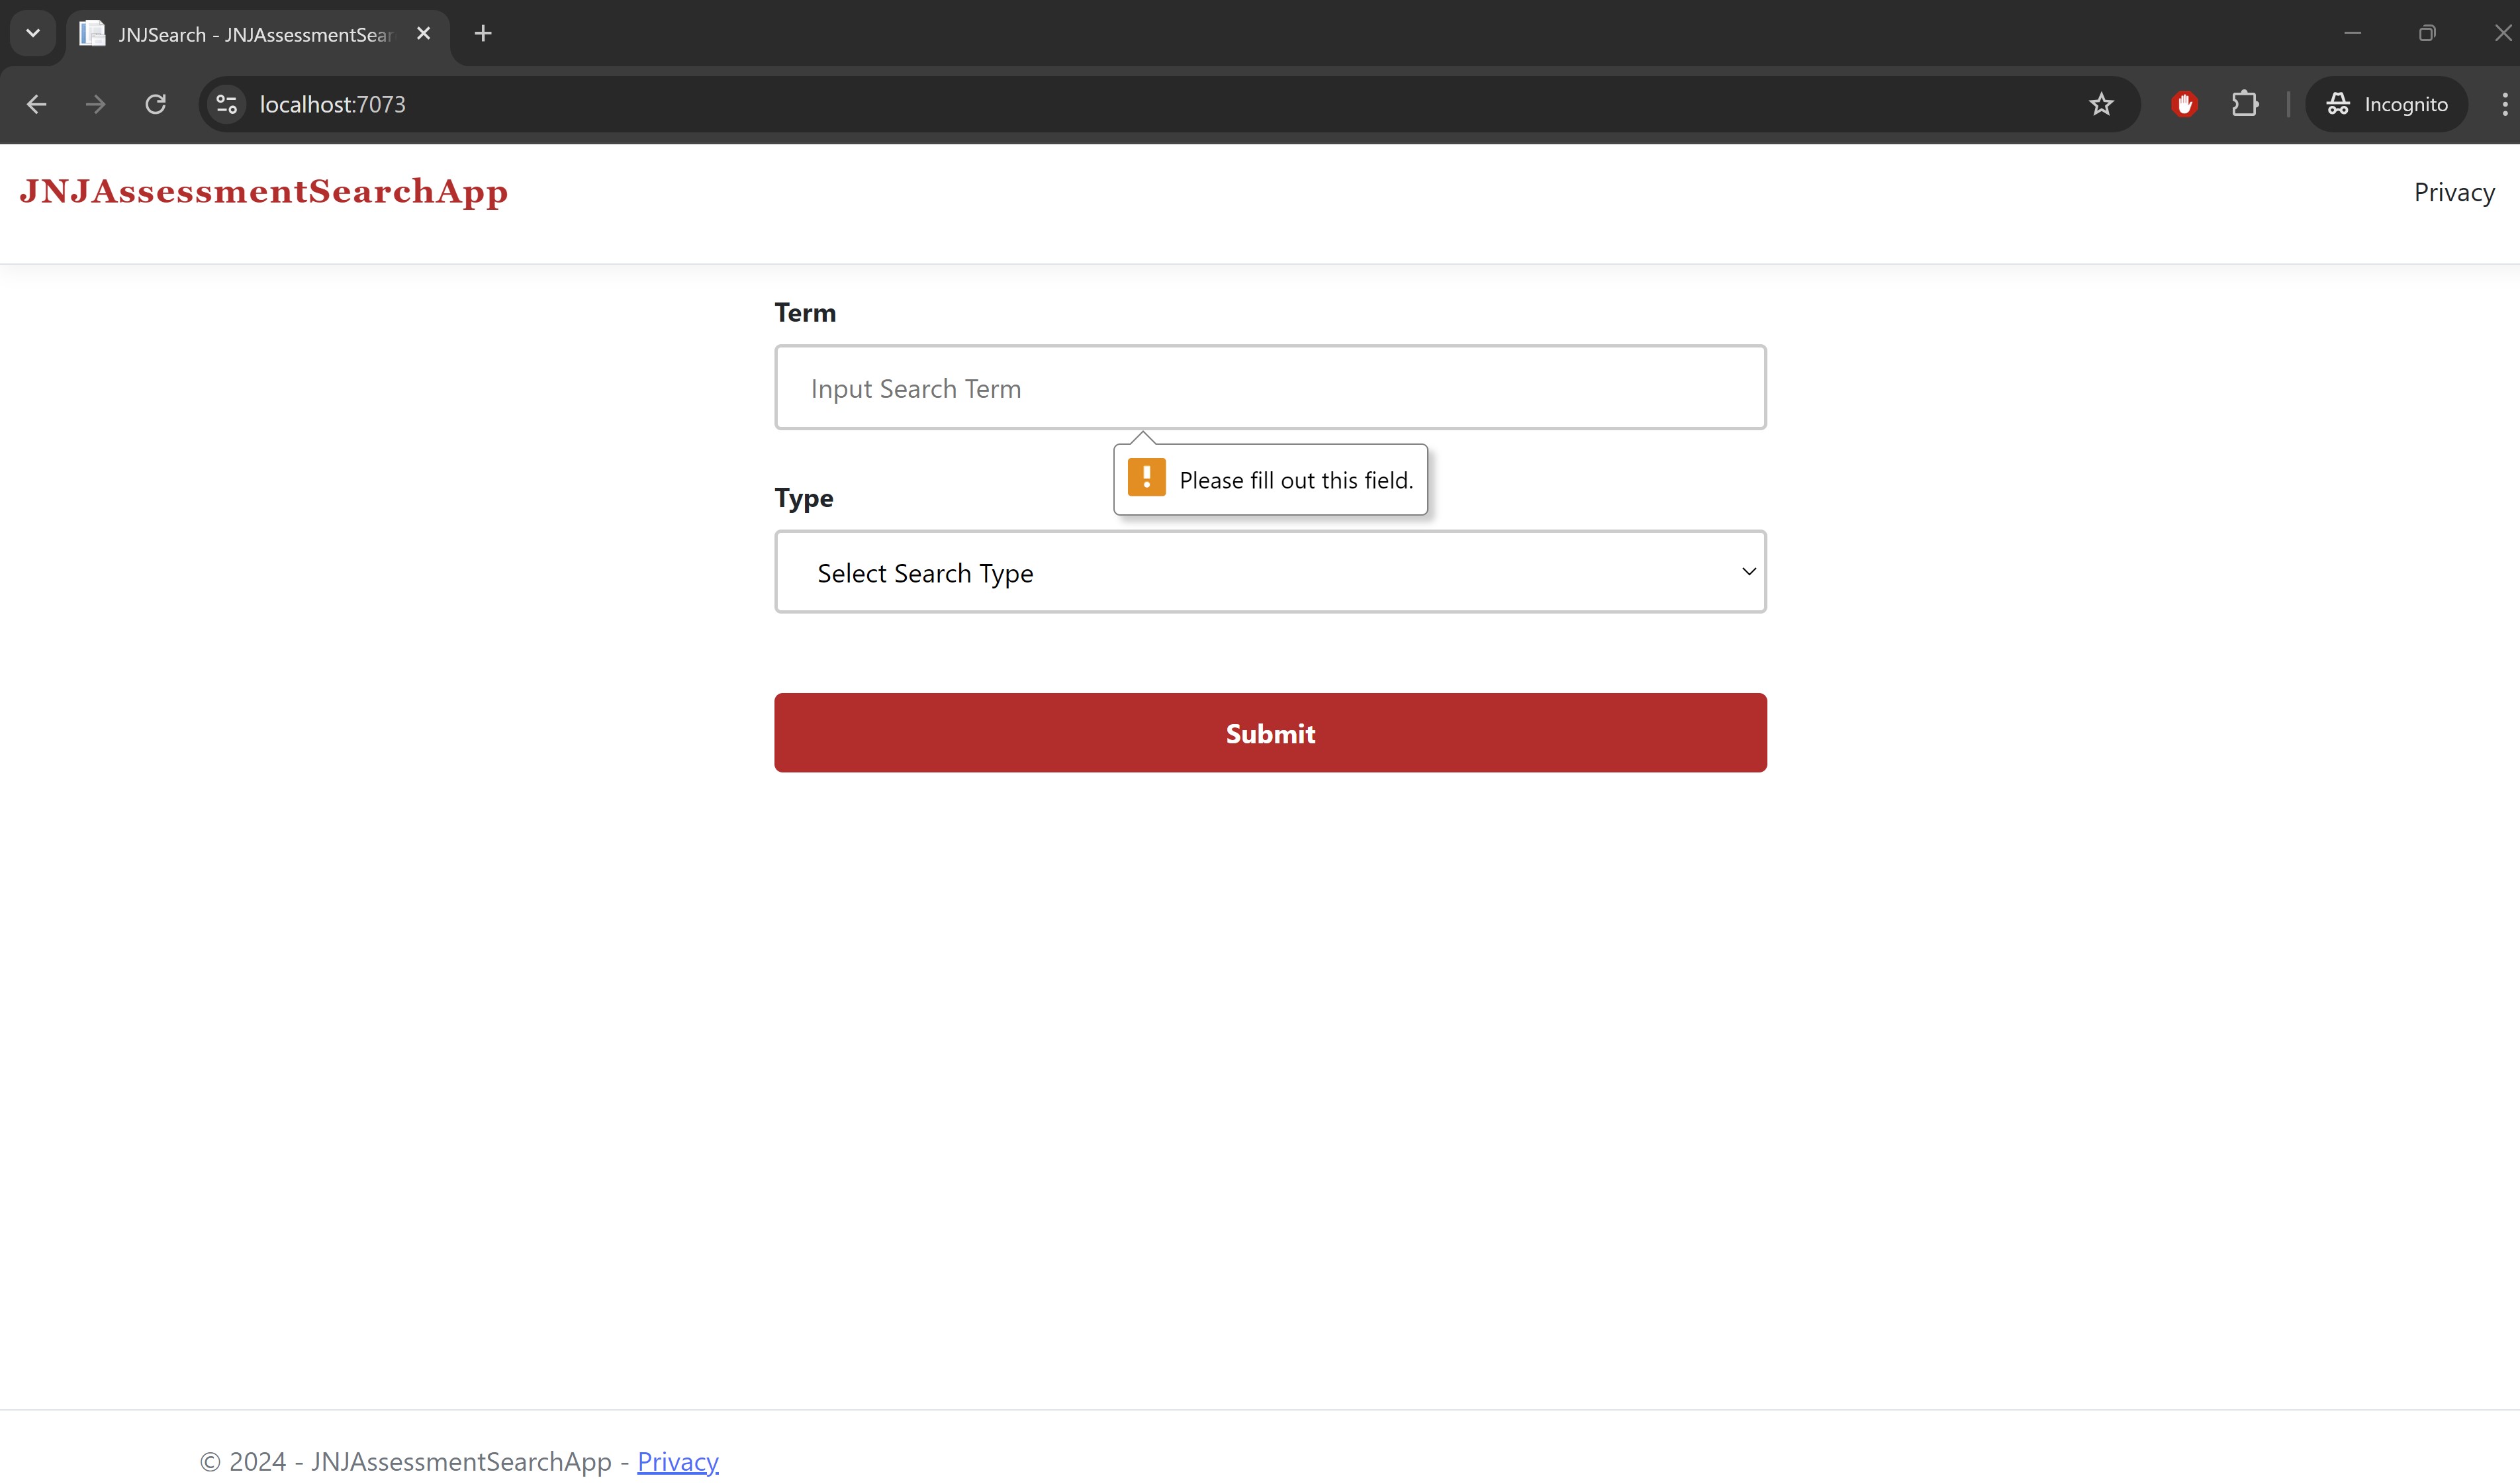 JNJSearch - JNJAssessmentSear
localhost:7073
Incognito
JNJAssessmentSearchApp
Privacy
Term
Input Search Term
Please fill out this field.
Type
Select Search Type
Submit
© 2024 - JNJAssessmentSearchApp - Privacy